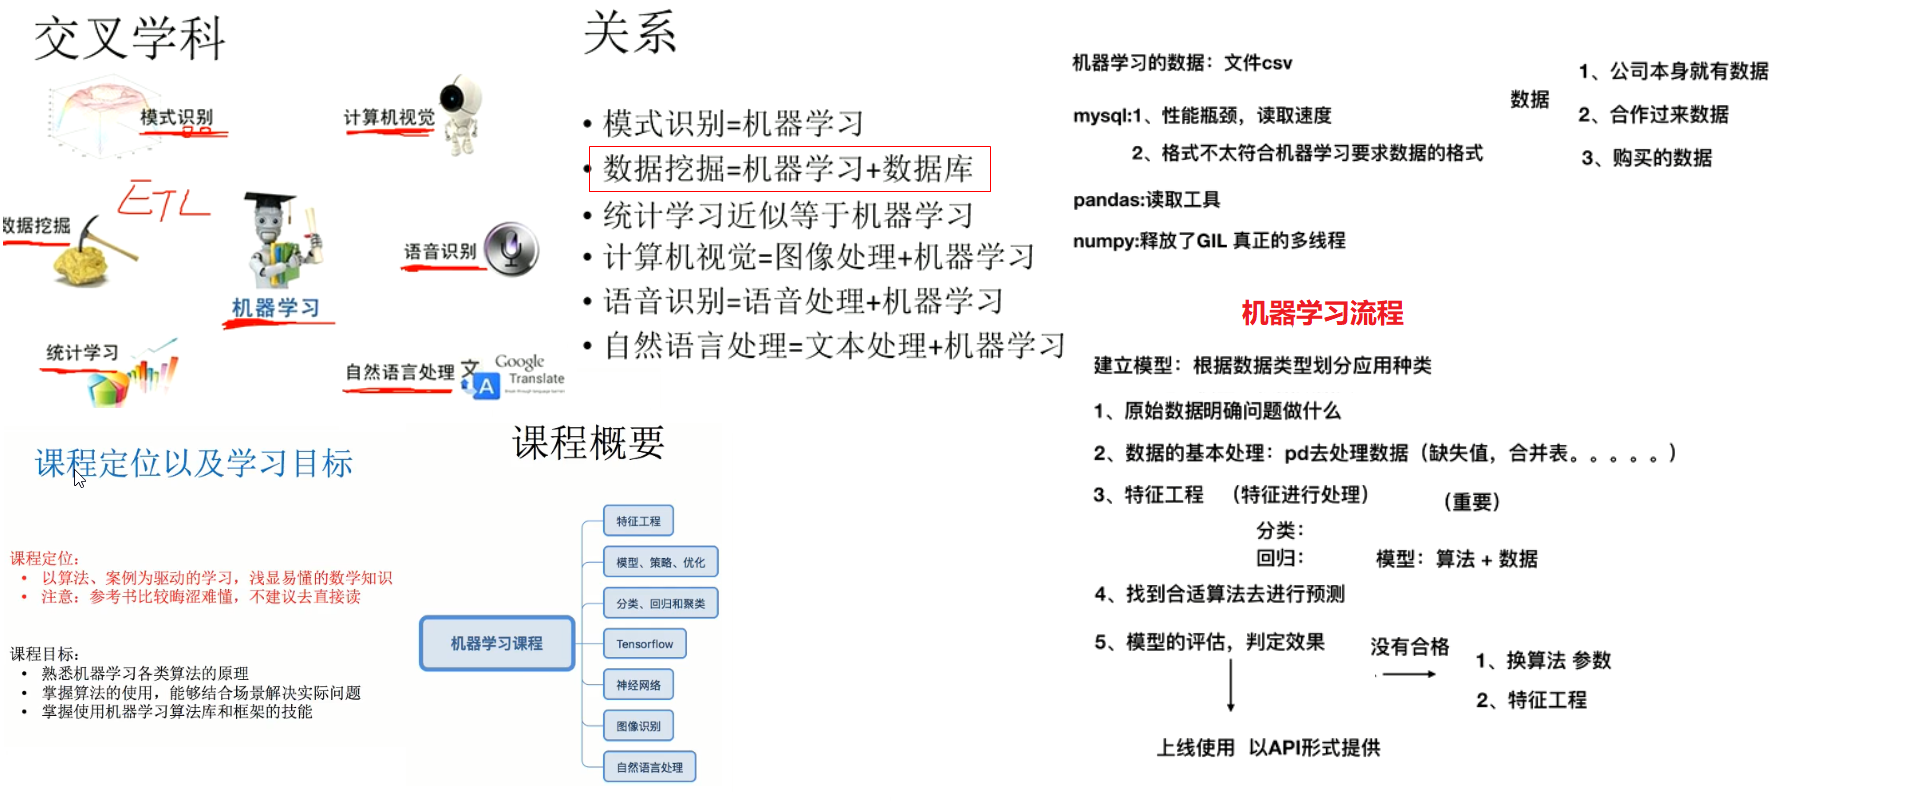 交叉学科
模式识别
计算机视觉
ETL
数据挖掘
语音识别
机器学习
统计学习
自然语言处理
文
A
Google
Translate
关系
• 模式识别=机器学习
• 数据挖掘=机器学习+数据库
• 统计学习近似等于机器学习
• 计算机视觉=图像处理+机器学习
• 语音识别=语音处理+机器学习
• 自然语言处理=文本处理+机器学习
机器学习的数据：文件csv
mysql:1、性能瓶颈，读取速度
2、格式不太符合机器学习要求数据的格式
pandas:读取工具
numpy:释放了GIL 真正的多线程
数据
1、公司本身就有数据
2、合作过来数据
3、购买的数据
课程定位以及学习目标
课程定位：
• 以算法、案例为驱动的学习，浅显易懂的数学知识
• 注意：参考书比较晦涩难懂，不建议去直接读
课程目标：
• 熟悉机器学习各类算法的原理
• 掌握算法的使用，能够结合场景解决实际问题
• 掌握使用机器学习算法库和框架的技能
课程概要
机器学习课程
特征工程
模型、策略、优化
分类、回归和聚类
Tensorflow
神经网络
图像识别
自然语言处理
机器学习流程
建立模型：根据数据类型划分应用种类
1、原始数据明确问题做什么
2、数据的基本处理：pd去处理数据（缺失值，合并表。。。。。）
3、特征工程 （特征进行处理） （重要）
分类：
回归： 模型：算法 + 数据
4、找到合适算法去进行预测
5、模型的评估，判定效果
没有合格
1、换算法 参数
2、特征工程
上线使用 以API形式提供